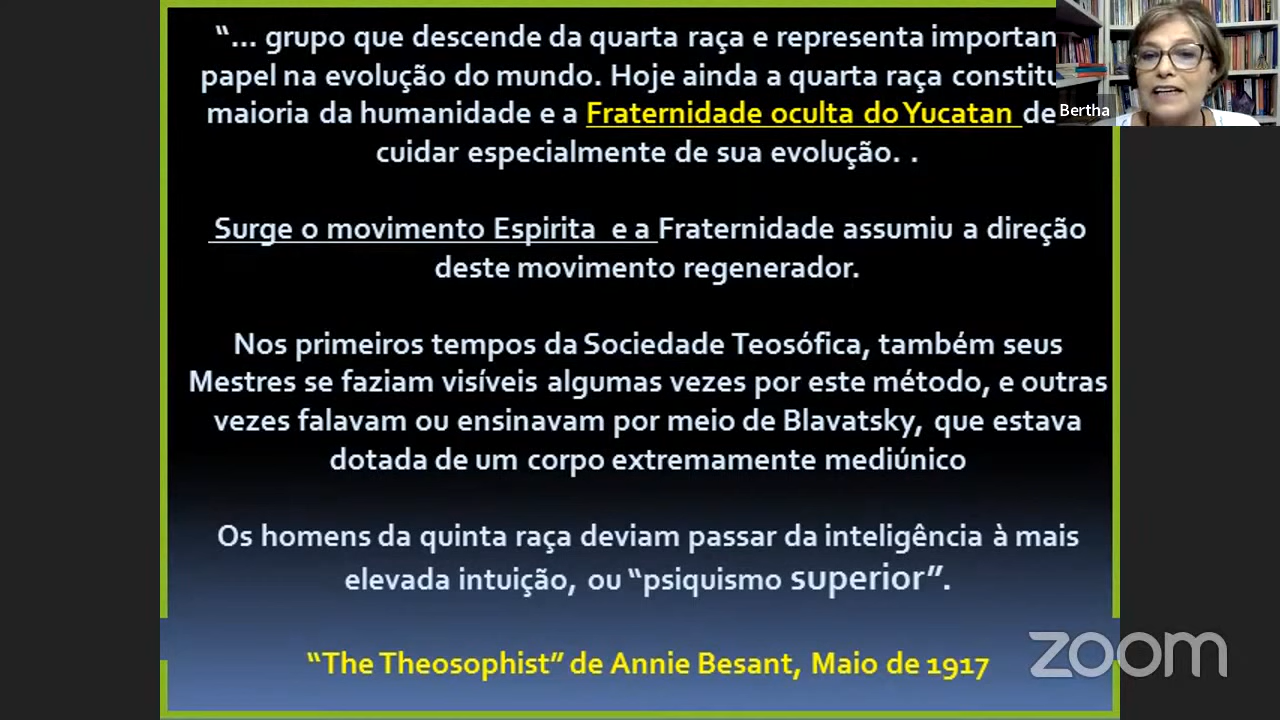 “... grupo que descende da quarta raça e representa
papel na evolução do mundo. Hoje ainda a quarta raça
maioria da humanidade e a Fraternidade oculta do Yucatan
cuidar especialmente de sua evolução. .
Surge o movimento Espirita e a Fraternidade assumiu a direção
deste movimento regenerador.
Nos primeiros tempos da Sociedade Teosófica, também seus
Mestres se faziam visíveis algumas vezes por este método, e outras
vezes falavam ou ensinavam por meio de Blavatsky, que estava
dotada de um corpo extremamente mediúnico
Os homens da quinta raça deviam passar da inteligência à mais
elevada intuição, ou “psiquismo superior”.
“The Theosophist” de Annie Besant, Maio de 1917
Bertha
zoom